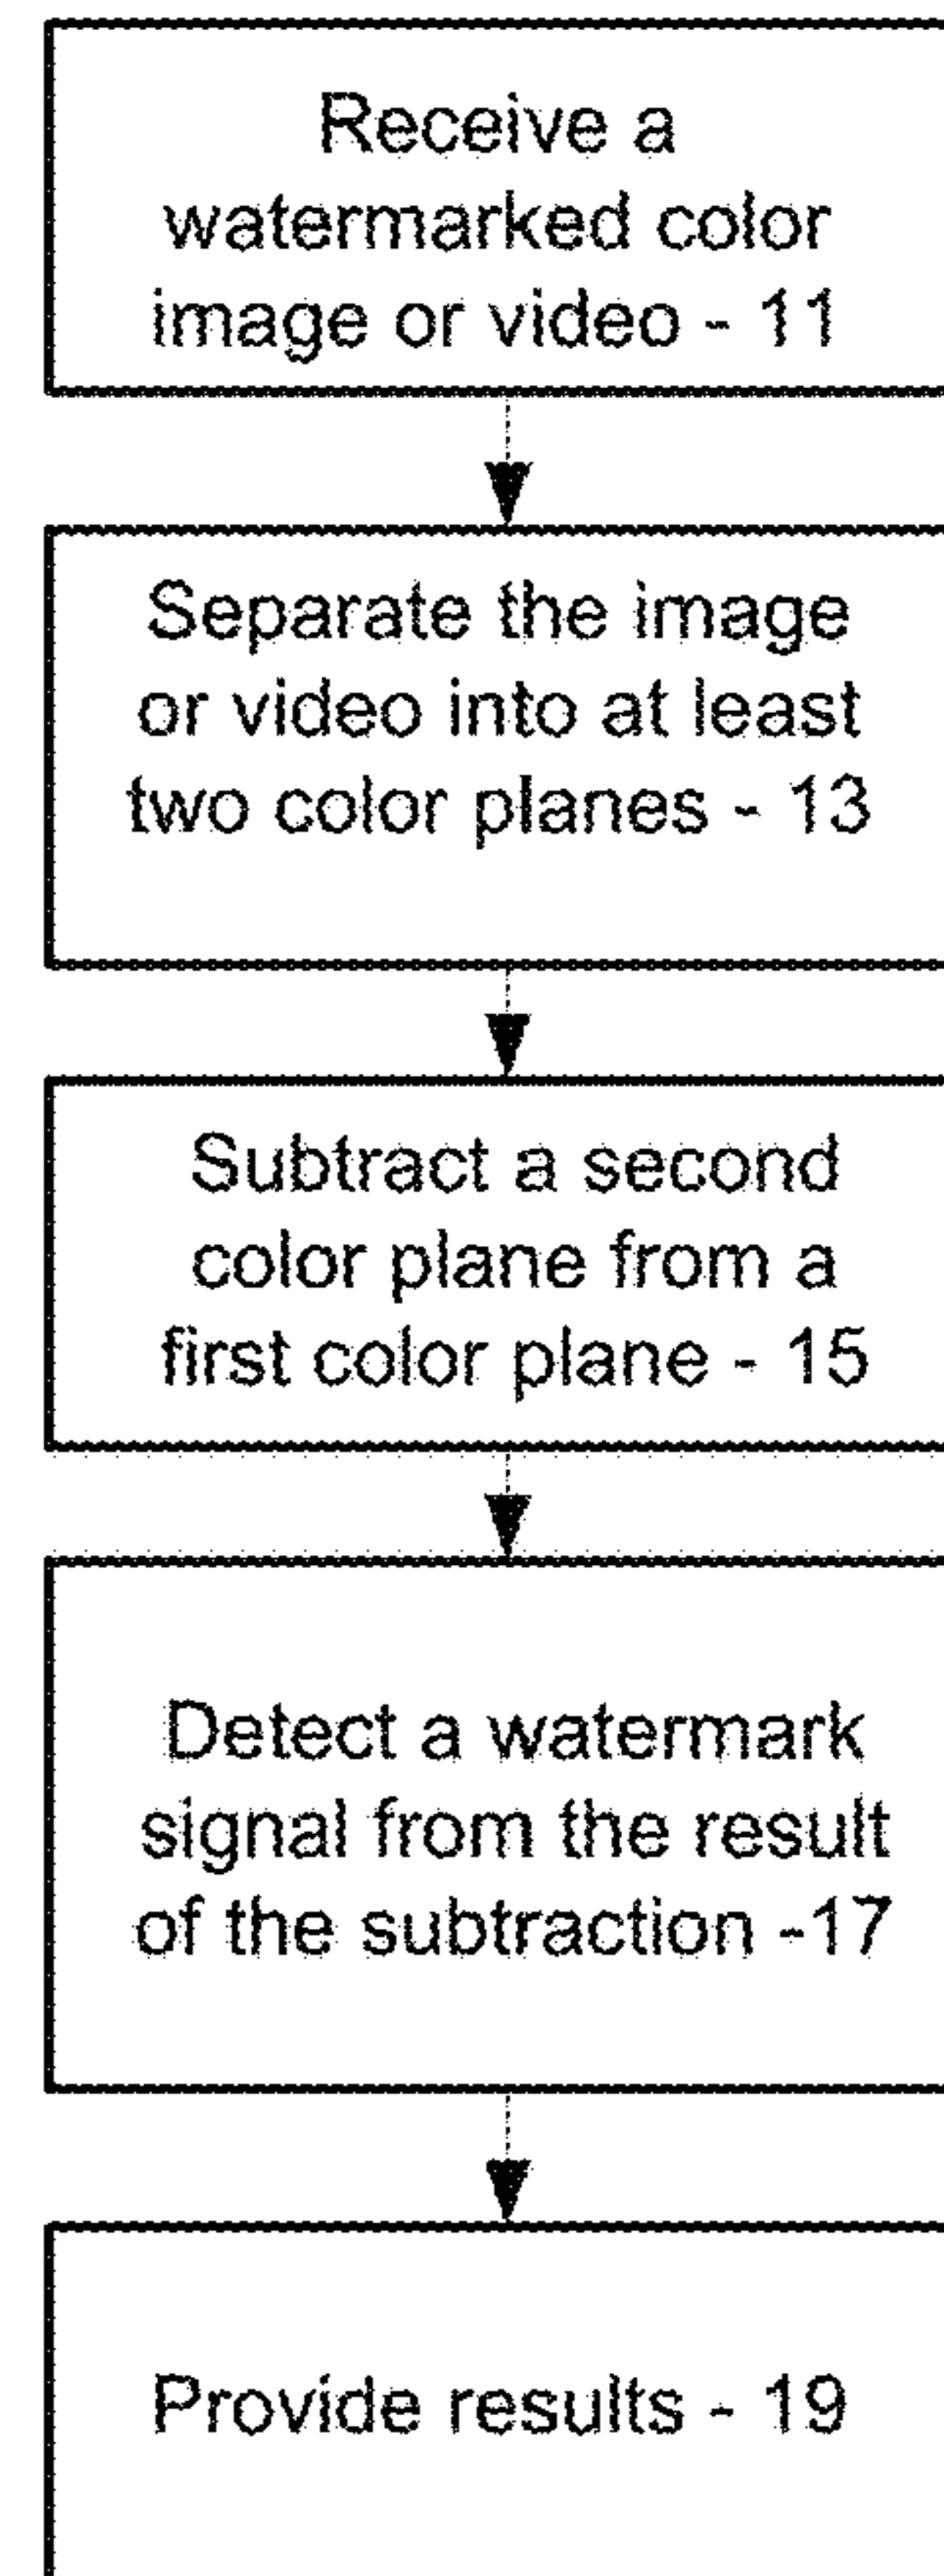 Receive a
watermarked color
image or video - 11
Separate the image
or video into at least
two color planes - 13
Subtract a second
color plane from a
first color plane - 15
Detect a watermark
signal from the result
of the subtraction -17
Provide results - 19